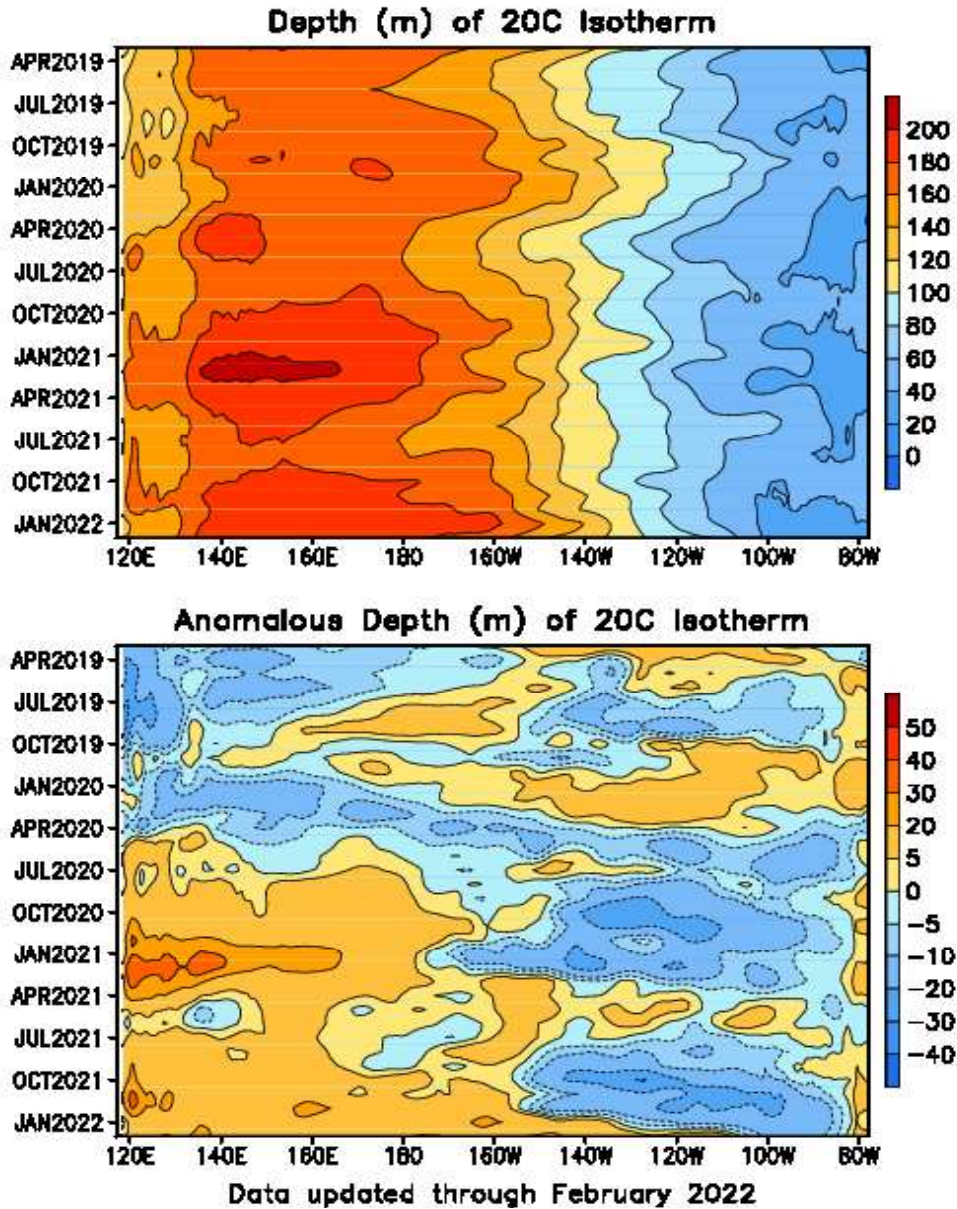 Depth (m) of 20C Isotherm
APR2019
JUL2019
OCT2019
JAN2020
APR2020
JUL2020
OCT2020
JAN2021
APR2021
JUL2021
OCT2021
JAN2022
120E 140E 160E 180 160W 140W 120W 100W 80W
200
180
160
140
120
100
80
60
40
20
0
Anomalous Depth (m) of 20C Isotherm
APR2019
JUL2019
OCT2019
JAN2020
APR2020
JUL2020
OCT2020
JAN2021
APR2021
JUL2021
OCT2021
JAN2022
120E 140E 160E 180 160W 140W 120W 100W 80W
50
40
30
20
5
0
-5
-10
-20
-30
-40
Data updated through February 2022